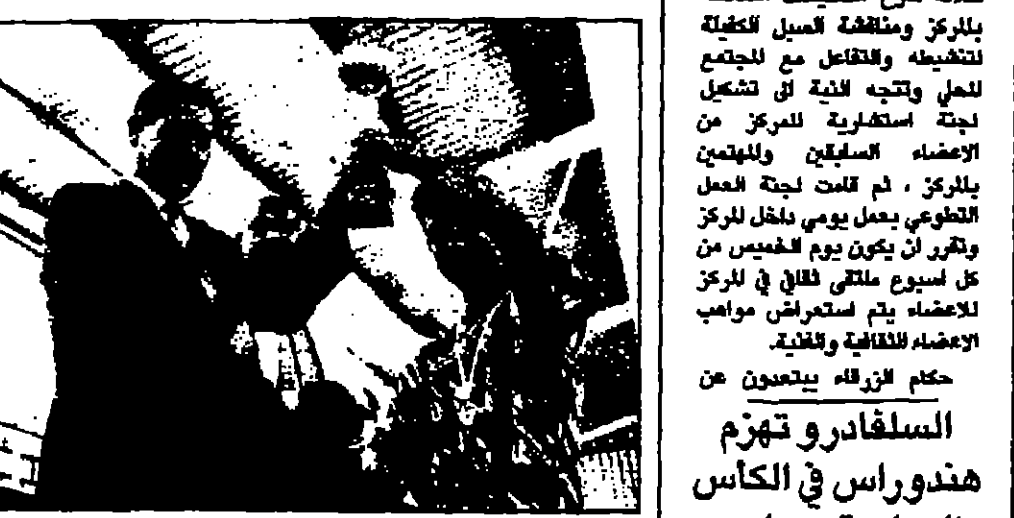 بالمركز ومناقشة السبل الكفيلة
لتنشيطه والتفاعل مع المجتمع
المحلي وتتجه النية الى تشكيل
لجنة استشارية للمركز من
الاعضاء السابقين والمهتمين
بالمركز ، ثم قامت لجنة العمل
التطوعي بعمل يومي داخل المركز
وتقرر ان يكون يوم الخميس من
كل اسبوع ملتقى ثقافي في المركز
للاعضاء يتم استعراض مواهب
الاعضاء الثقافية والفنية.
حكام الزرقاء يبتعدون عن
السلفادرو تهزم
هندوراس في الكأس